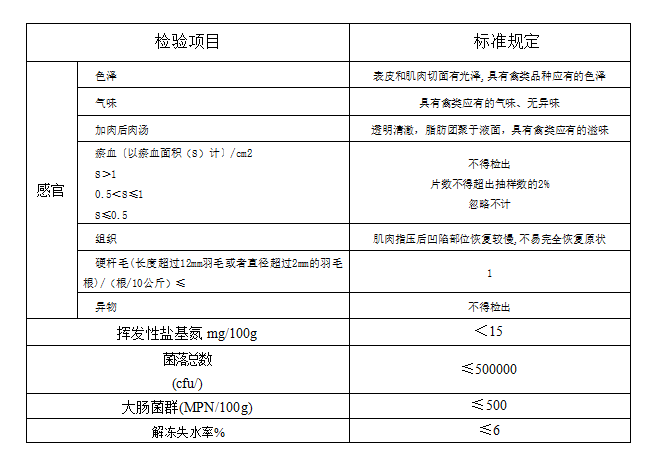 检验项目 标准规定
感官
色泽 表皮和肌肉切面有光泽,具有禽类品种应有的色泽
气味 具有禽类应有的气味、无异味
加肉后肉汤 透明清澈，脂肪团聚于液面，具有禽类应有的滋味
瘀血〔以瘀血面积（S）计〕/cm2
S>1 不得检出
0.5<S≤1 片数不得超出抽样数的2%
S≤0.5 忽略不计
组织 肌肉指压后凹陷部位恢复较慢,不易完全恢复原状
硬杆毛(长度超过12mm羽毛或者直径超过2mm的羽毛
根)/（根/10公斤）≤ 1
异物 不得检出
挥发性盐基氮 mg/100g ＜15
菌落总数
(cfu/) ≤500000
大肠菌群(MPN/100g) ≤500
解冻失水率% ≤6